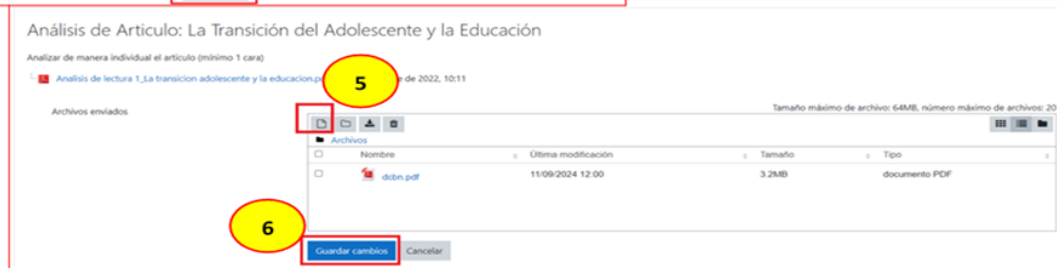 Análisis de Articulo: La Transición del Adolescente y la Educación
Analizar de manera individual el articulo (mínimo 1 cara)
Analisis de lectura 1_La transicion adolescente y la educacion.p de 2022, 10:11
5
Archivos enviados
Tamaño máximo de archivo: 64MB, número máximo de archivos: 20
Archivos
Nombre Última modificación Tamaño Tipo
dcbn.pdf 11/09/2024 12:00 3.2MB documento PDF
6
Guardar cambios Cancelar